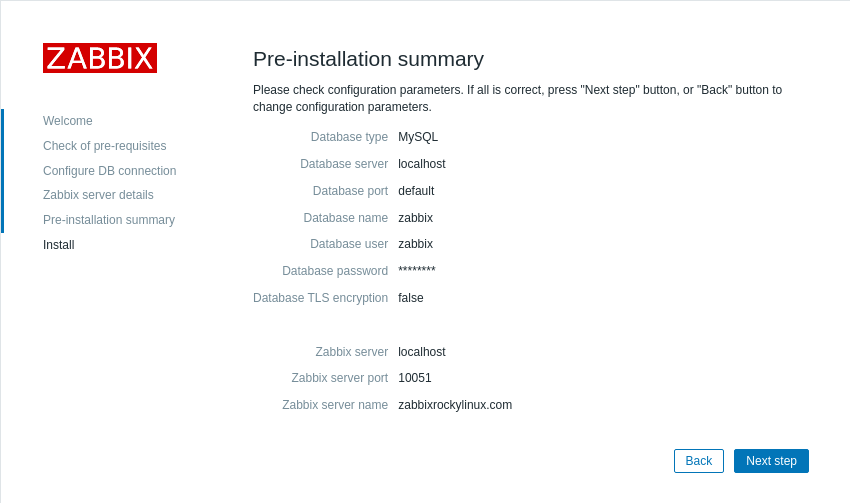 ZABBIX
Welcome
Check of pre-requisites
Configure DB connection
Zabbix server details
Pre-installation summary
Install
Pre-installation summary
Please check configuration parameters. If all is correct, press "Next step" button, or "Back" button to
change configuration parameters.
Database type MySQL
Database server localhost
Database port default
Database name zabbix
Database user zabbix
Database password ********
Database TLS encryption false
Zabbix server localhost
Zabbix server port 10051
Zabbix server name zabbixrockylinux.com
Back Next step